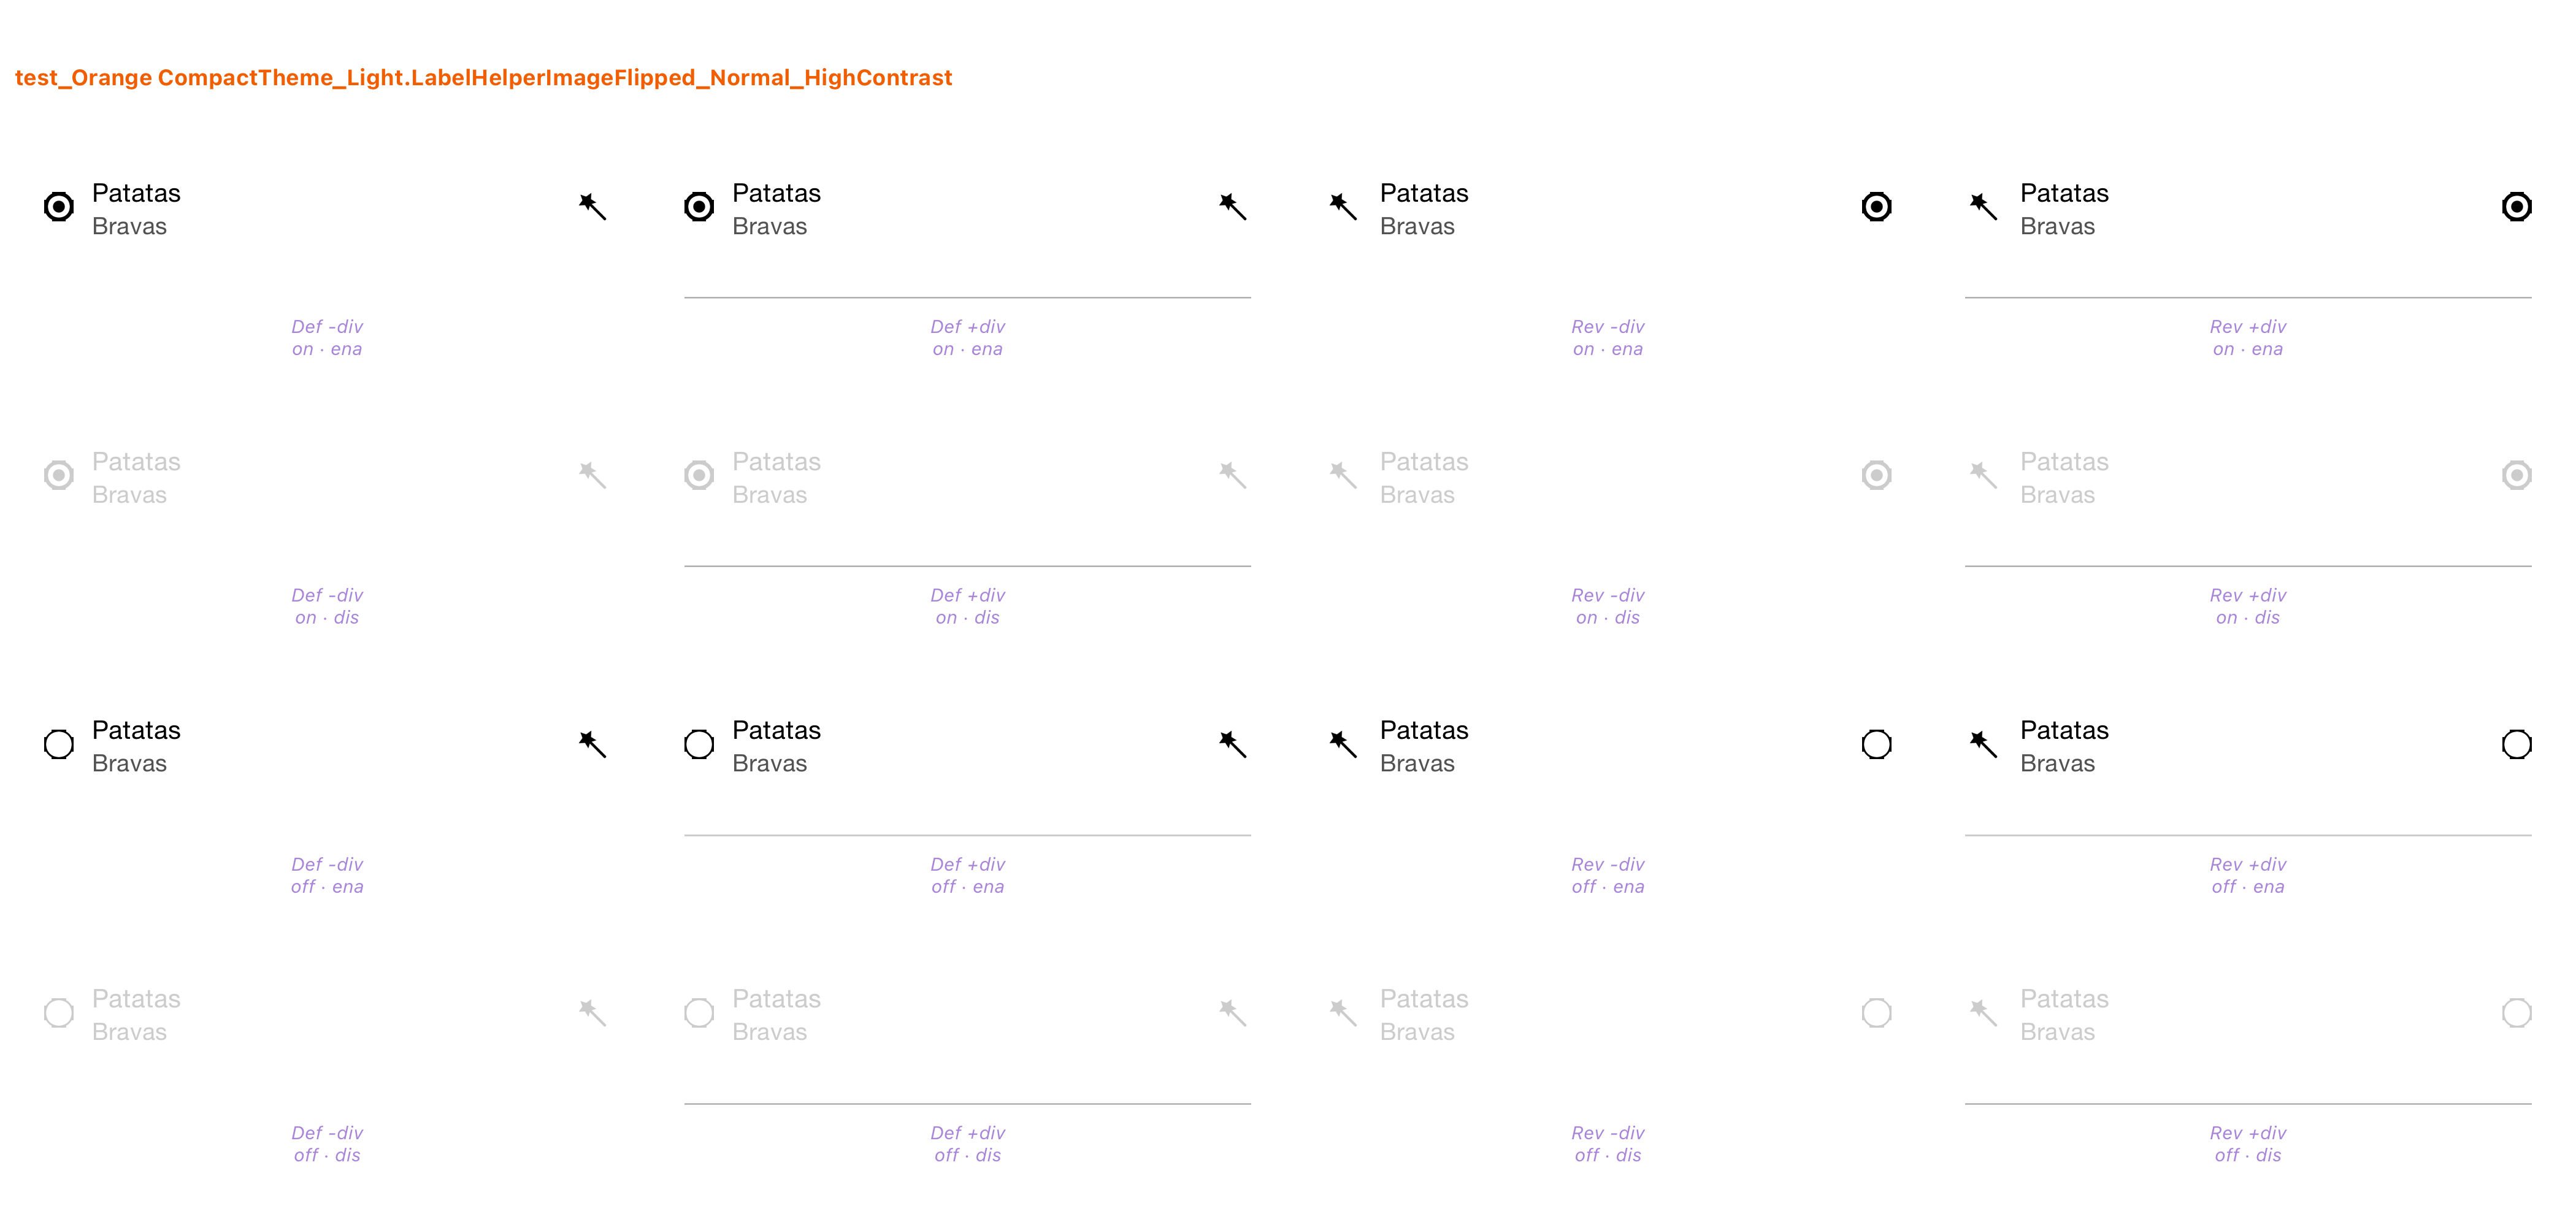 test_Orange CompactTheme_Light.LabelHelperImageFlipped_Normal_HighContrast
Patatas
Bravas
Patatas
Bravas
Patatas
Bravas
Patatas
Bravas
Def -div
on · ena
Def +div
on · ena
Rev -div
on · ena
Rev +div
on · ena
Patatas
Bravas
Patatas
Bravas
Patatas
Bravas
Patatas
Bravas
Def -div
on · dis
Def +div
on · dis
Rev -div
on · dis
Rev +div
on · dis
Patatas
Bravas
Patatas
Bravas
Patatas
Bravas
Patatas
Bravas
Def -div
off · ena
Def +div
off · ena
Rev -div
off · ena
Rev +div
off · ena
Patatas
Bravas
Patatas
Bravas
Patatas
Bravas
Patatas
Bravas
Def -div
off · dis
Def +div
off · dis
Rev -div
off · dis
Rev +div
off · dis